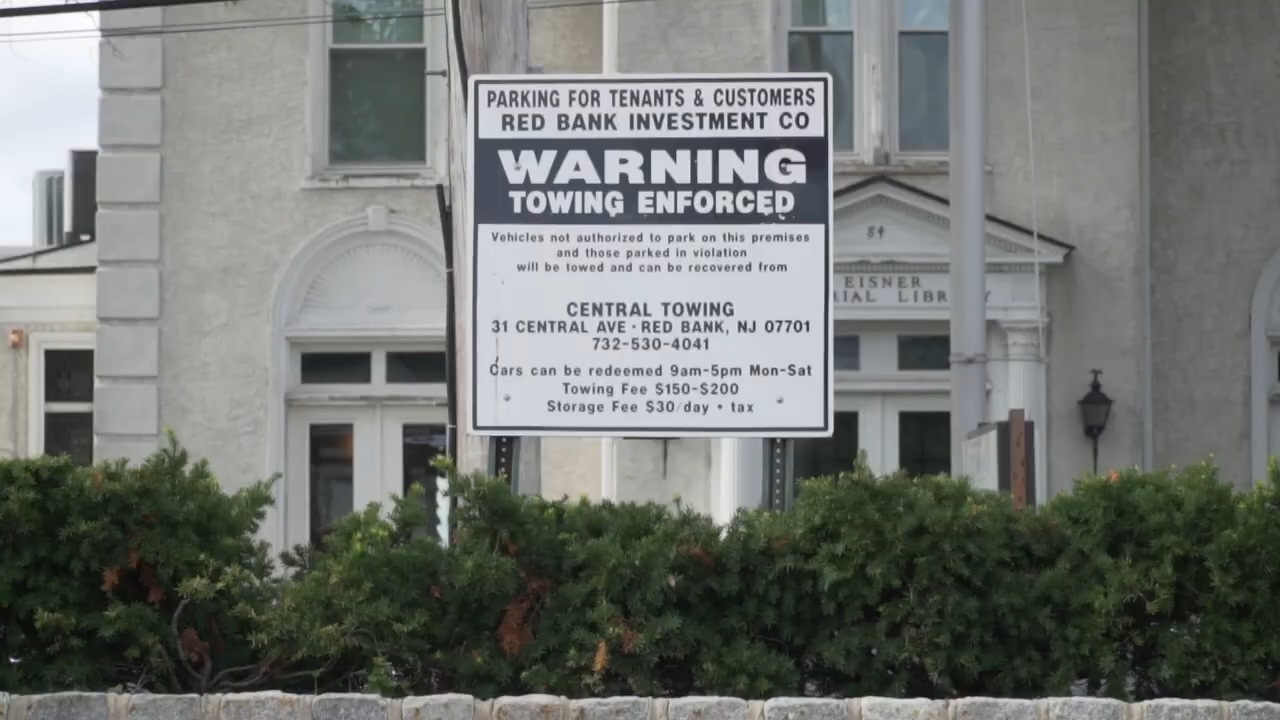 PARKING FOR TENANTS & CUSTOMERS
RED BANK INVESTMENT CO
WARNING
TOWING ENFORCED
Vehicles not authorized to park on this premises
and those parked in violation
will be towed and can be recovered from
CENTRAL TOWING
31 CENTRAL AVE · RED BANK, NJ 07701
732-530-4041
Cars can be redeemed 9am-5pm Mon-Sat
Towing Fee $150-$200
Storage Fee $30/day + tax
84
EISNER
RIAL LIBR